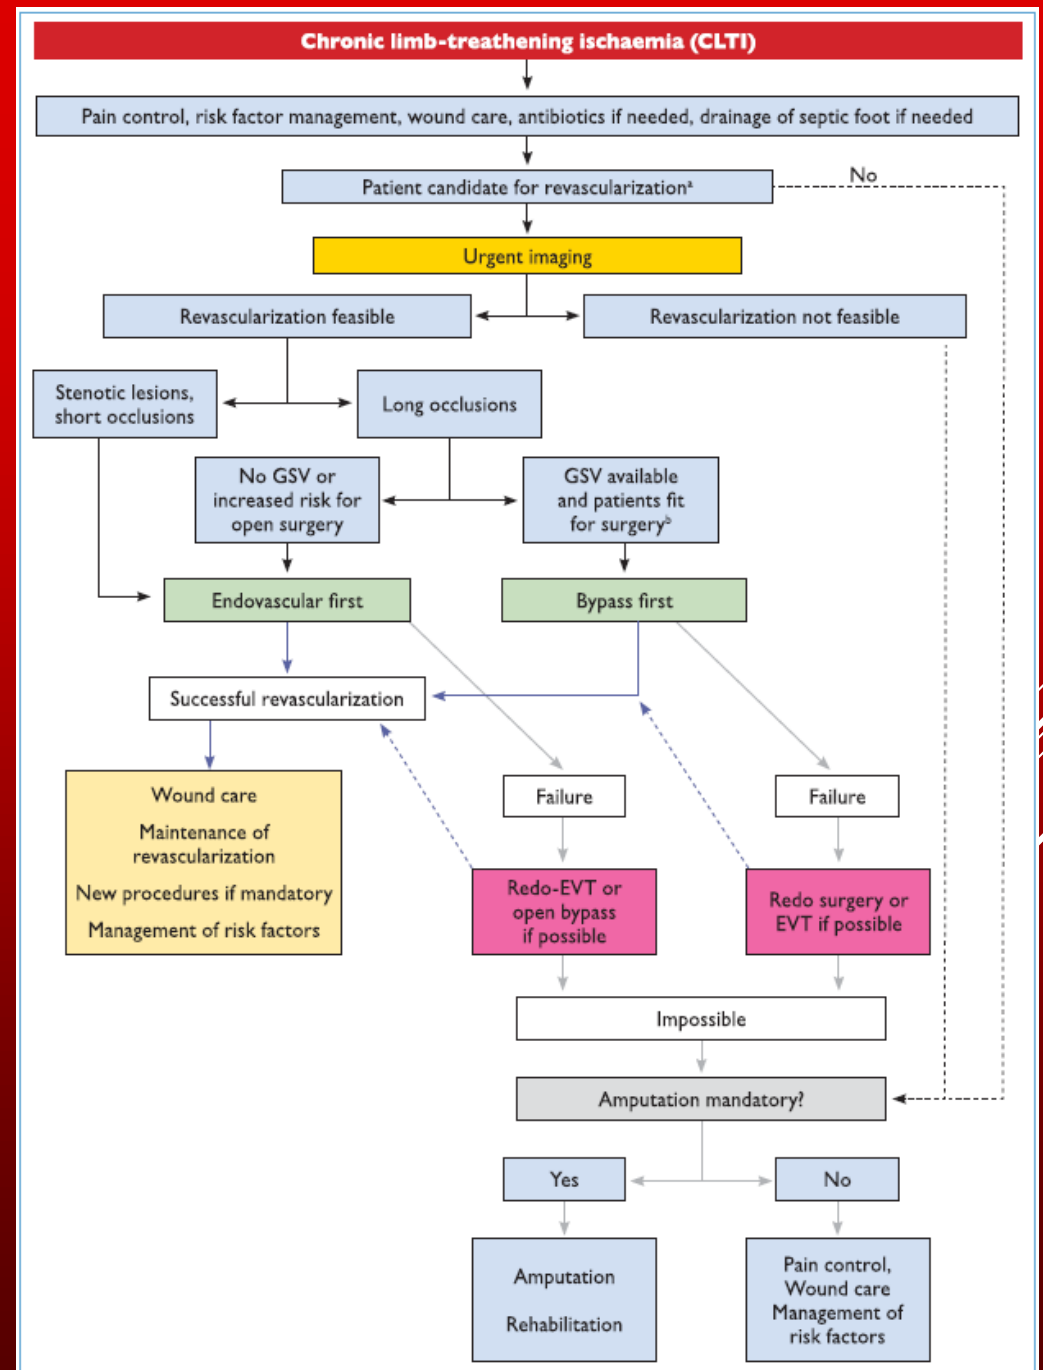 Chronic limb-treathening ischaemia (CLTI)
Pain control, risk factor management, wound care, antibiotics if needed, drainage of septic foot if needed
Patient candidate for revascularizationᵃ
No
Urgent imaging
Revascularization feasible
Revascularization not feasible
Stenotic lesions,
short occlusions
Long occlusions
No GSV or
increased risk for
open surgery
GSV available
and patients fit
for surgeryᵇ
Endovascular first
Bypass first
Successful revascularization
Wound care
Maintenance of
revascularization
New procedures if mandatory
Management of risk factors
Failure
Failure
Redo-EVT or
open bypass
if possible
Redo surgery or
EVT if possible
Impossible
Amputation mandatory?
Yes
No
Amputation
Rehabilitation
Pain control,
Wound care
Management of
risk factors